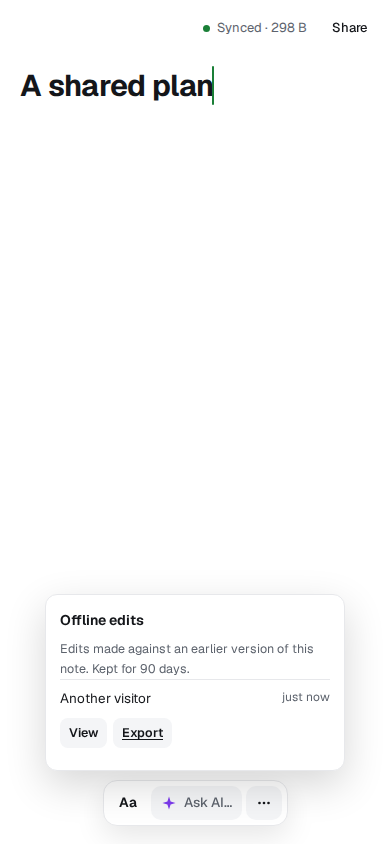 Synced · 298 B Share
A shared plan
Offline edits
Edits made against an earlier version of this
note. Kept for 90 days.
Another visitor just now
View Export
Aa Ask AI...